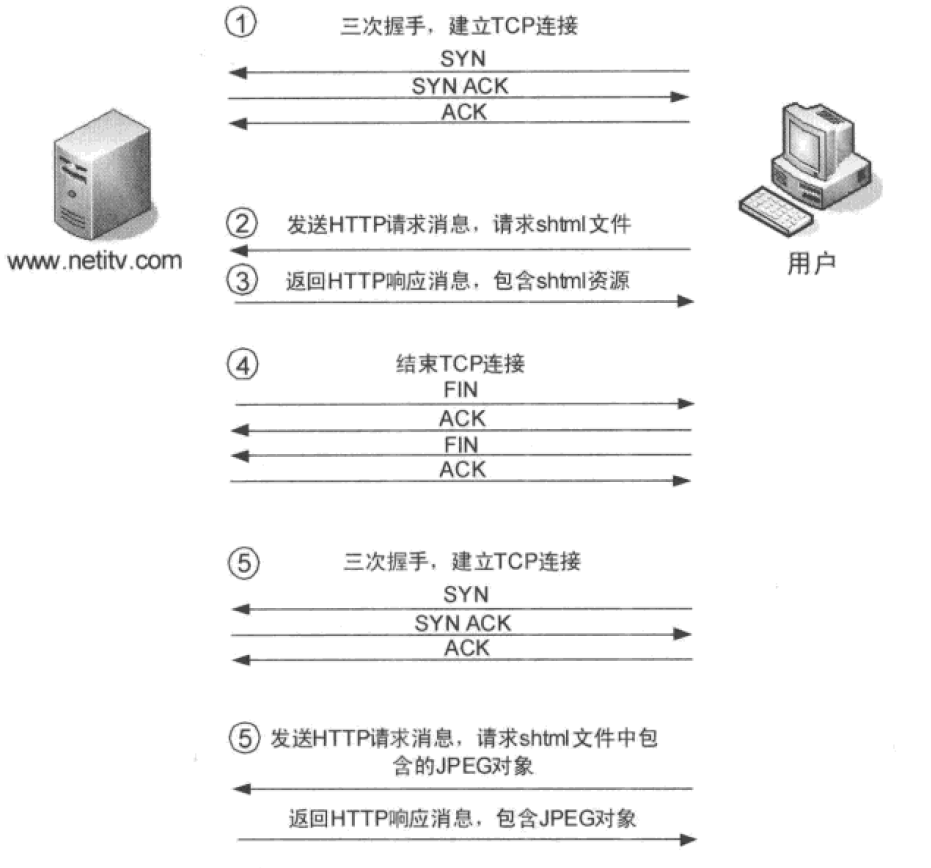 ① 三次握手，建立TCP连接
SYN
SYN ACK
ACK
www.netitv.com
用户
② 发送HTTP请求消息，请求shtml文件
③ 返回HTTP响应消息，包含shtml资源
④ 结束TCP连接
FIN
ACK
FIN
ACK
⑤ 三次握手，建立TCP连接
SYN
SYN ACK
ACK
⑤ 发送HTTP请求消息，请求shtml文件中包
含的JPEG对象
返回HTTP响应消息，包含JPEG对象